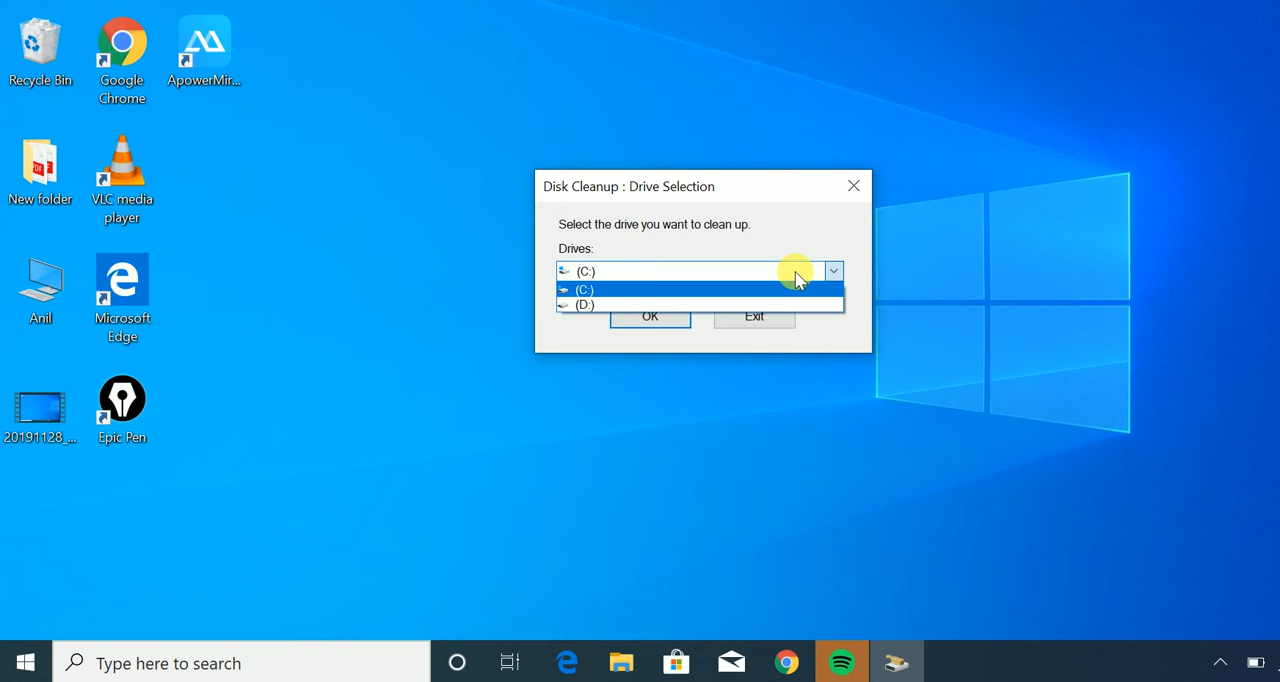 Recycle Bin
Google
Chrome
ApowerMir...
New folder
VLC media
player
Anil
Microsoft
Edge
20191128_...
Epic Pen
Disk Cleanup : Drive Selection
Select the drive you want to clean up.
Drives:
(C:)
(C:)
(D:)
OK
Exit
Type here to search